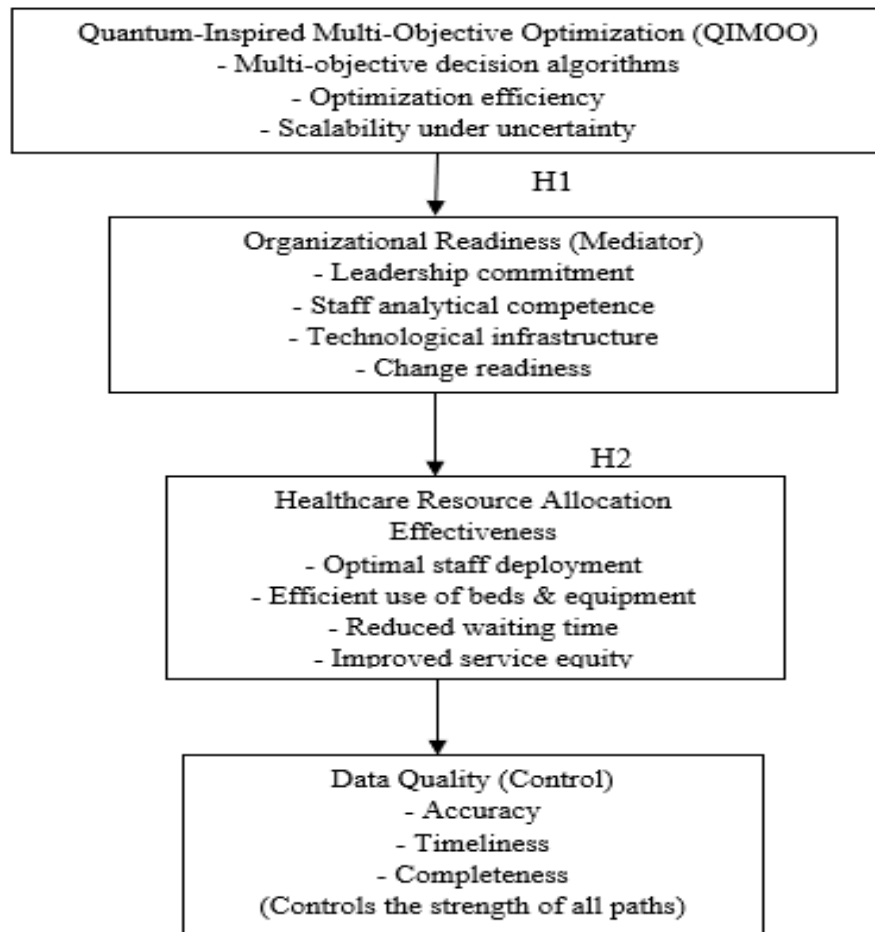 Quantum-Inspired Multi-Objective Optimization (QIMOO)
- Multi-objective decision algorithms
- Optimization efficiency
- Scalability under uncertainty
H1
Organizational Readiness (Mediator)
- Leadership commitment
- Staff analytical competence
- Technological infrastructure
- Change readiness
H2
Healthcare Resource Allocation
Effectiveness
- Optimal staff deployment
- Efficient use of beds & equipment
- Reduced waiting time
- Improved service equity
Data Quality (Control)
- Accuracy
- Timeliness
- Completeness
(Controls the strength of all paths)